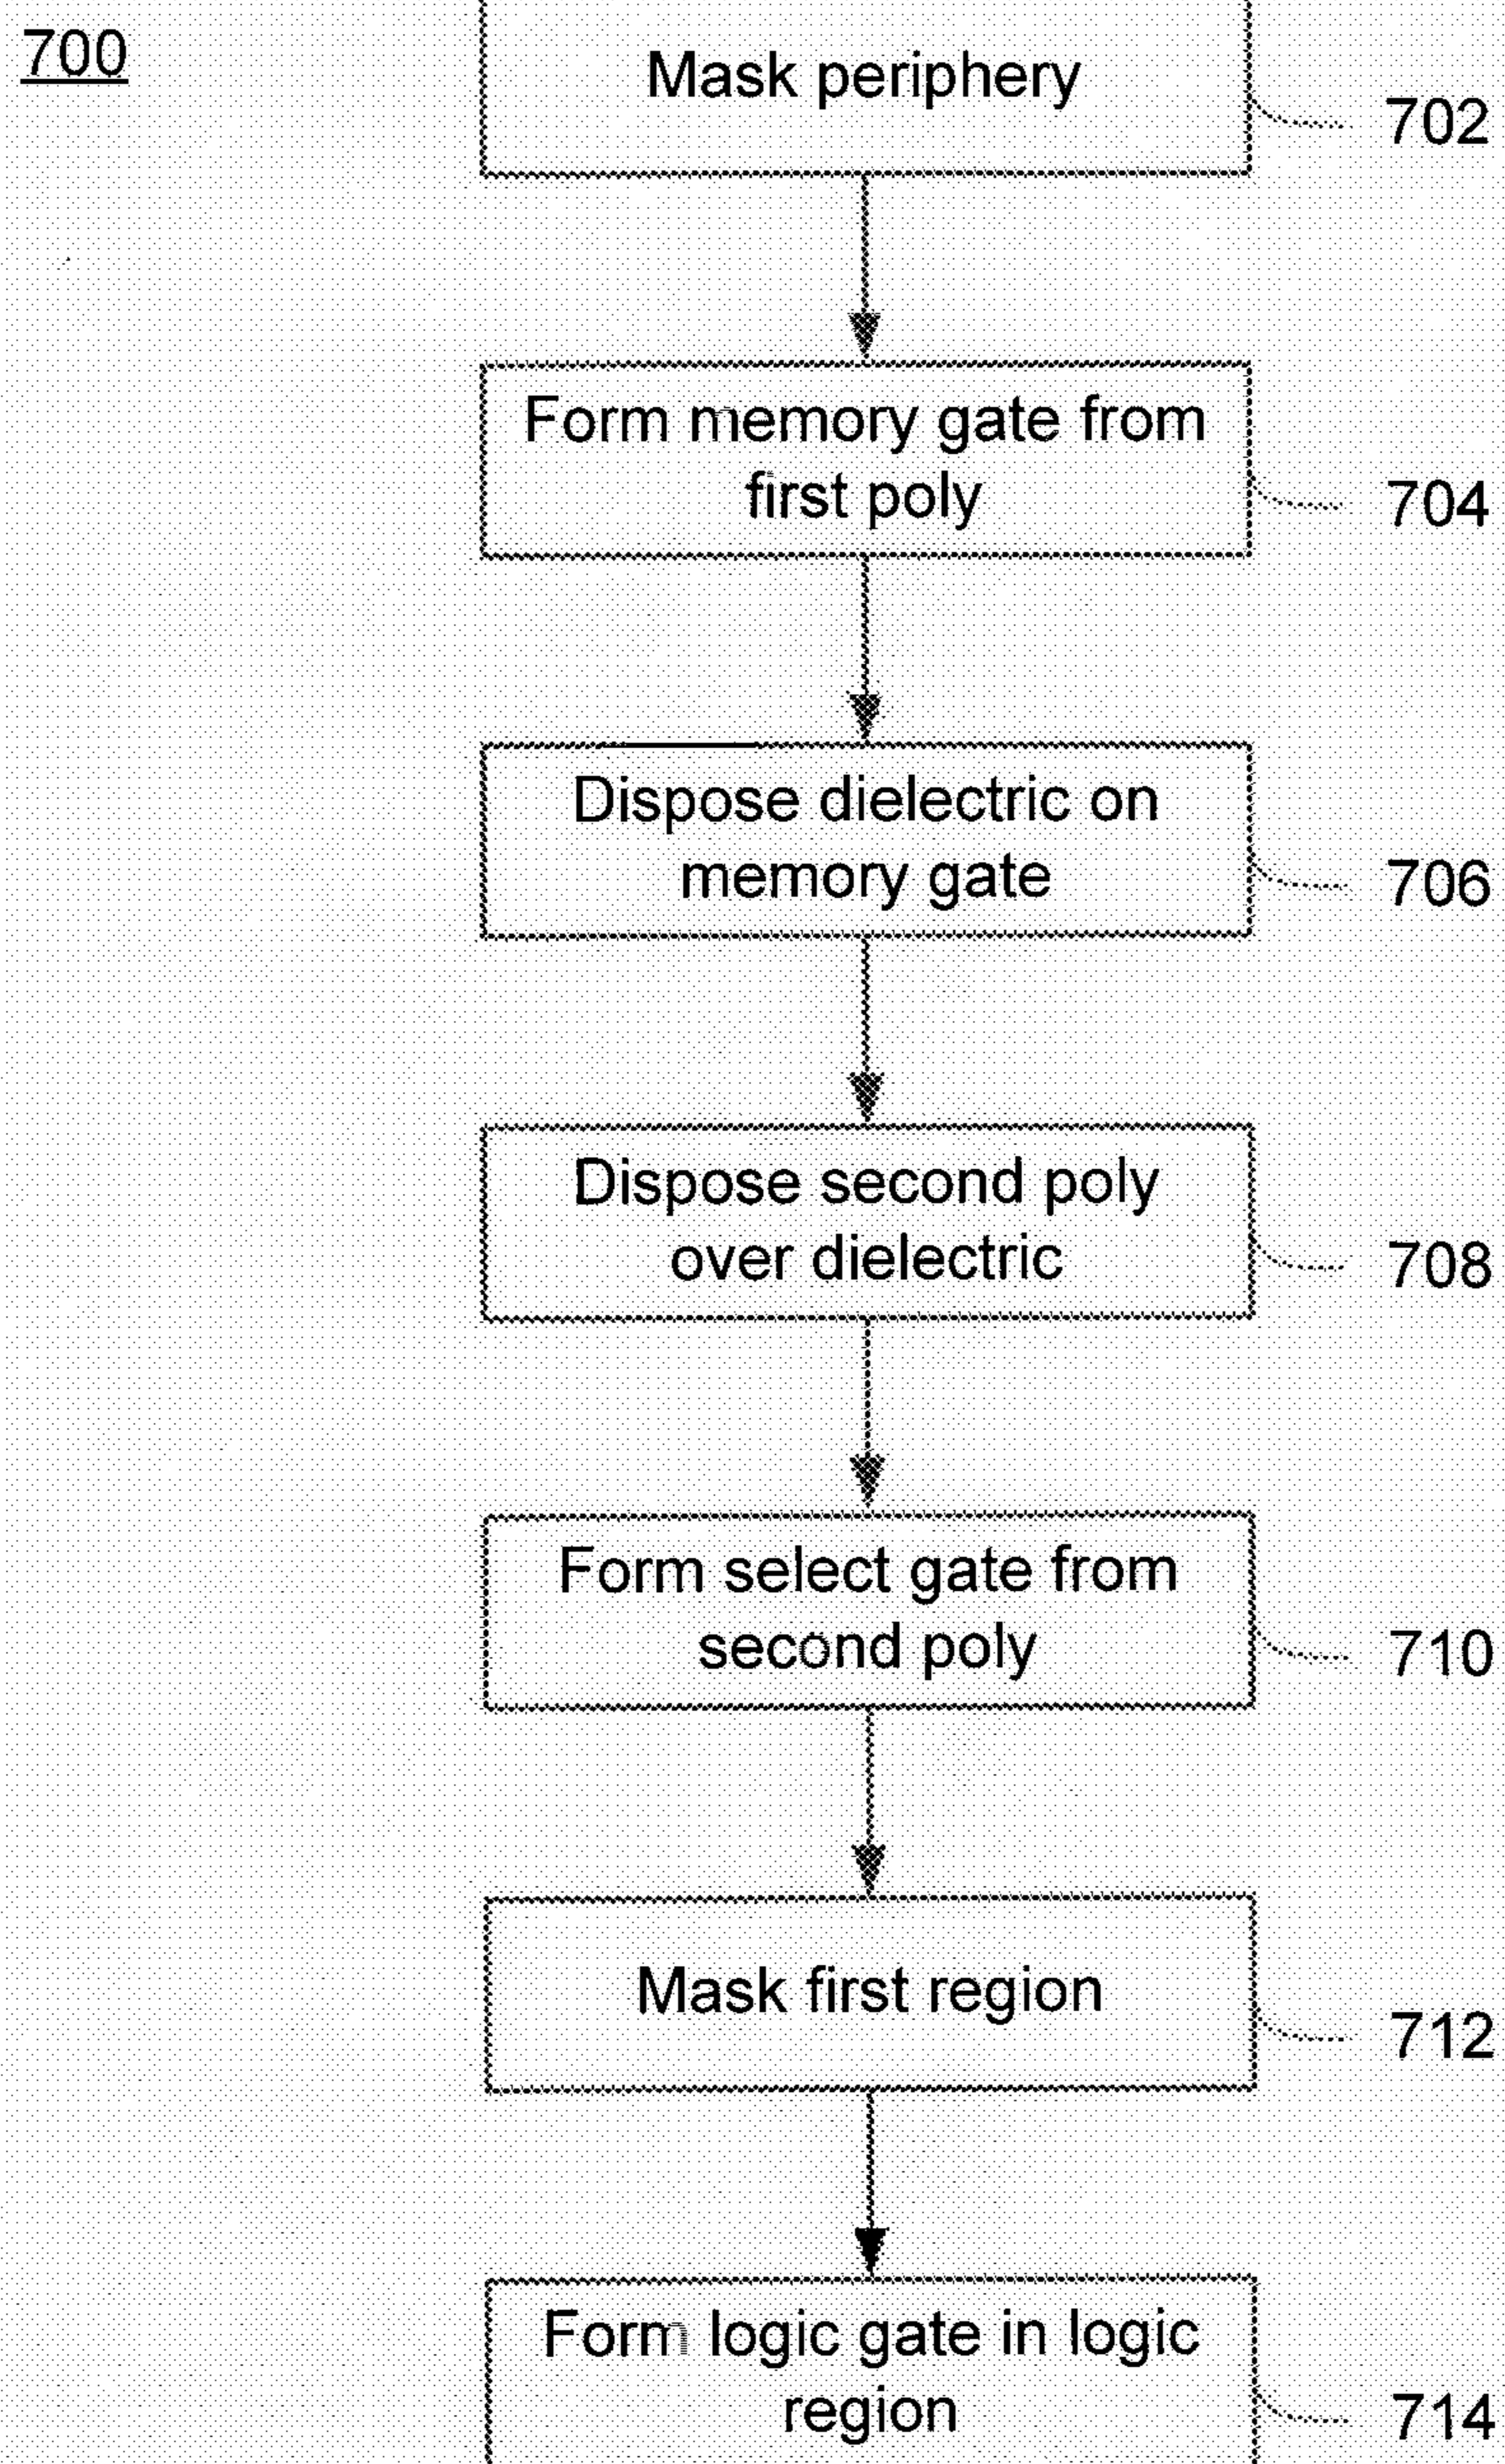 700
Mask periphery
702
Form memory gate from
first poly
704
Dispose dielectric on
memory gate
706
Dispose second poly
over dielectric
708
Form select gate from
second poly
710
Mask first region
712
Form logic gate in logic
region
714